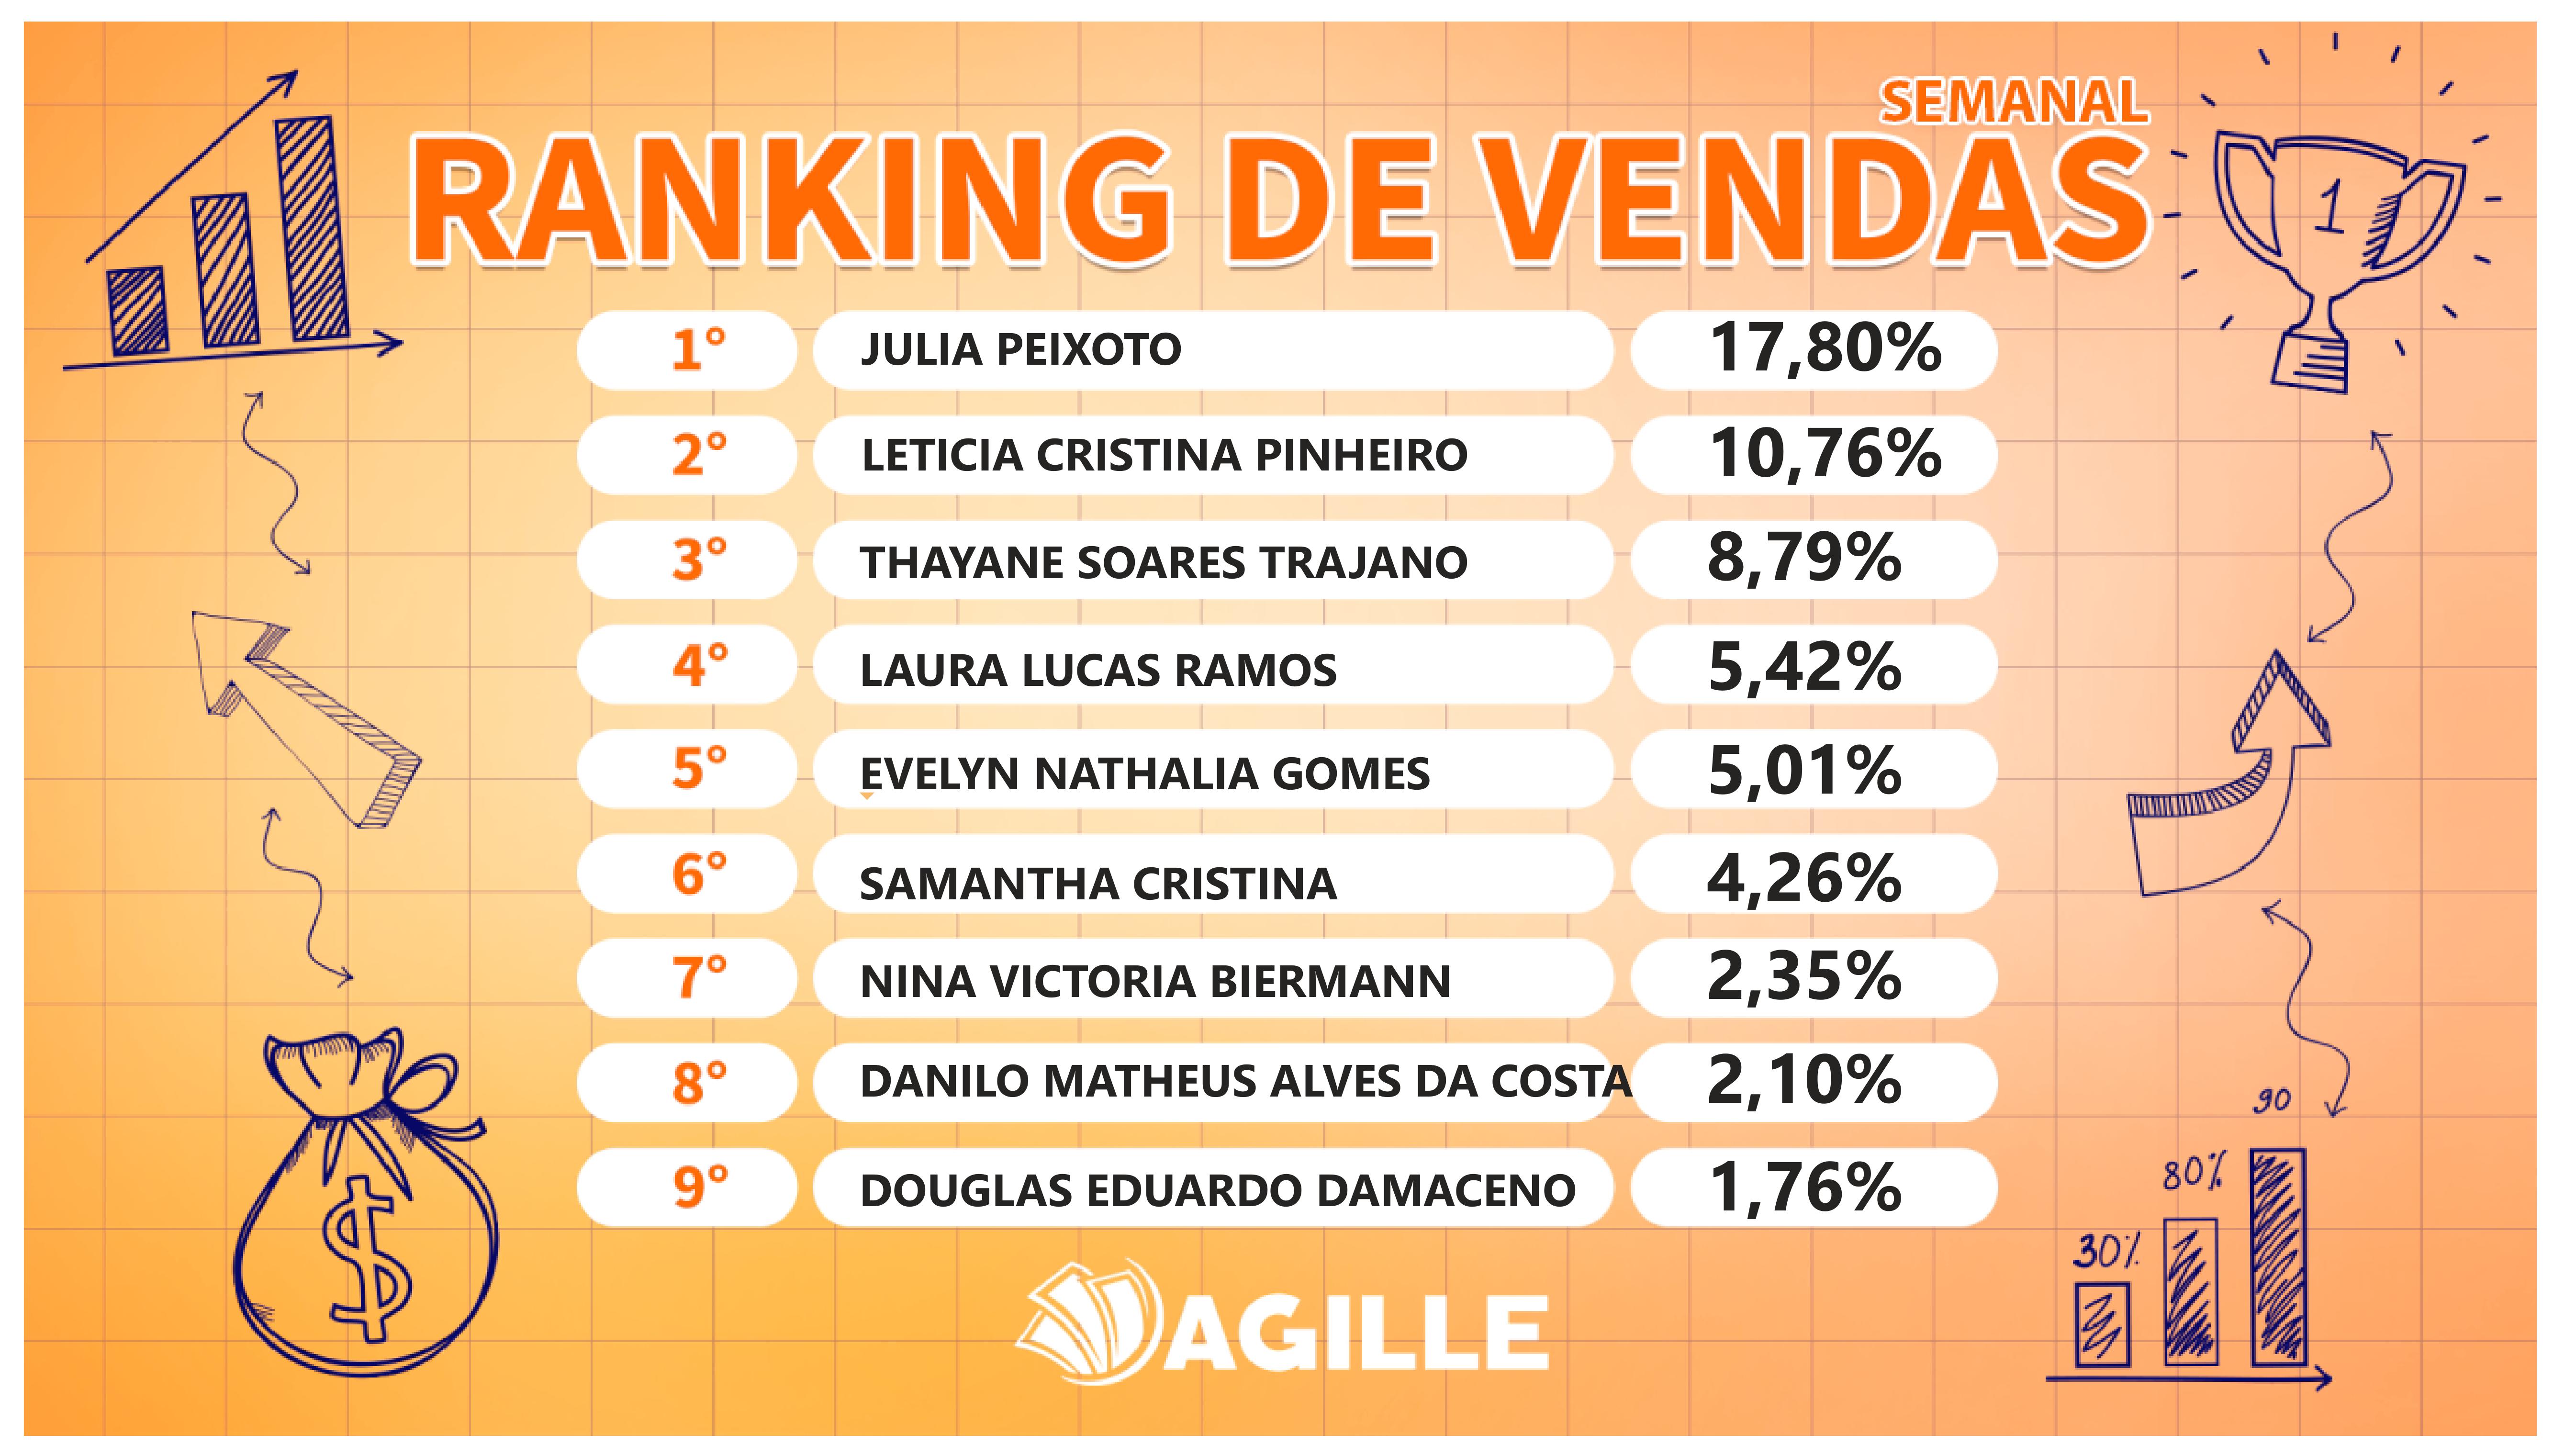 SEMANAL
RANKING DE VENDAS
1
1° JULIA PEIXOTO 17,80%
2° LETICIA CRISTINA PINHEIRO 10,76%
3° THAYANE SOARES TRAJANO 8,79%
4° LAURA LUCAS RAMOS 5,42%
5° EVELYN NATHALIA GOMES 5,01%
6° SAMANTHA CRISTINA 4,26%
7° NINA VICTORIA BIERMANN 2,35%
8° DANILO MATHEUS ALVES DA COSTA 2,10%
9° DOUGLAS EDUARDO DAMACENO 1,76%
$
30% 80% 90
AGILLE